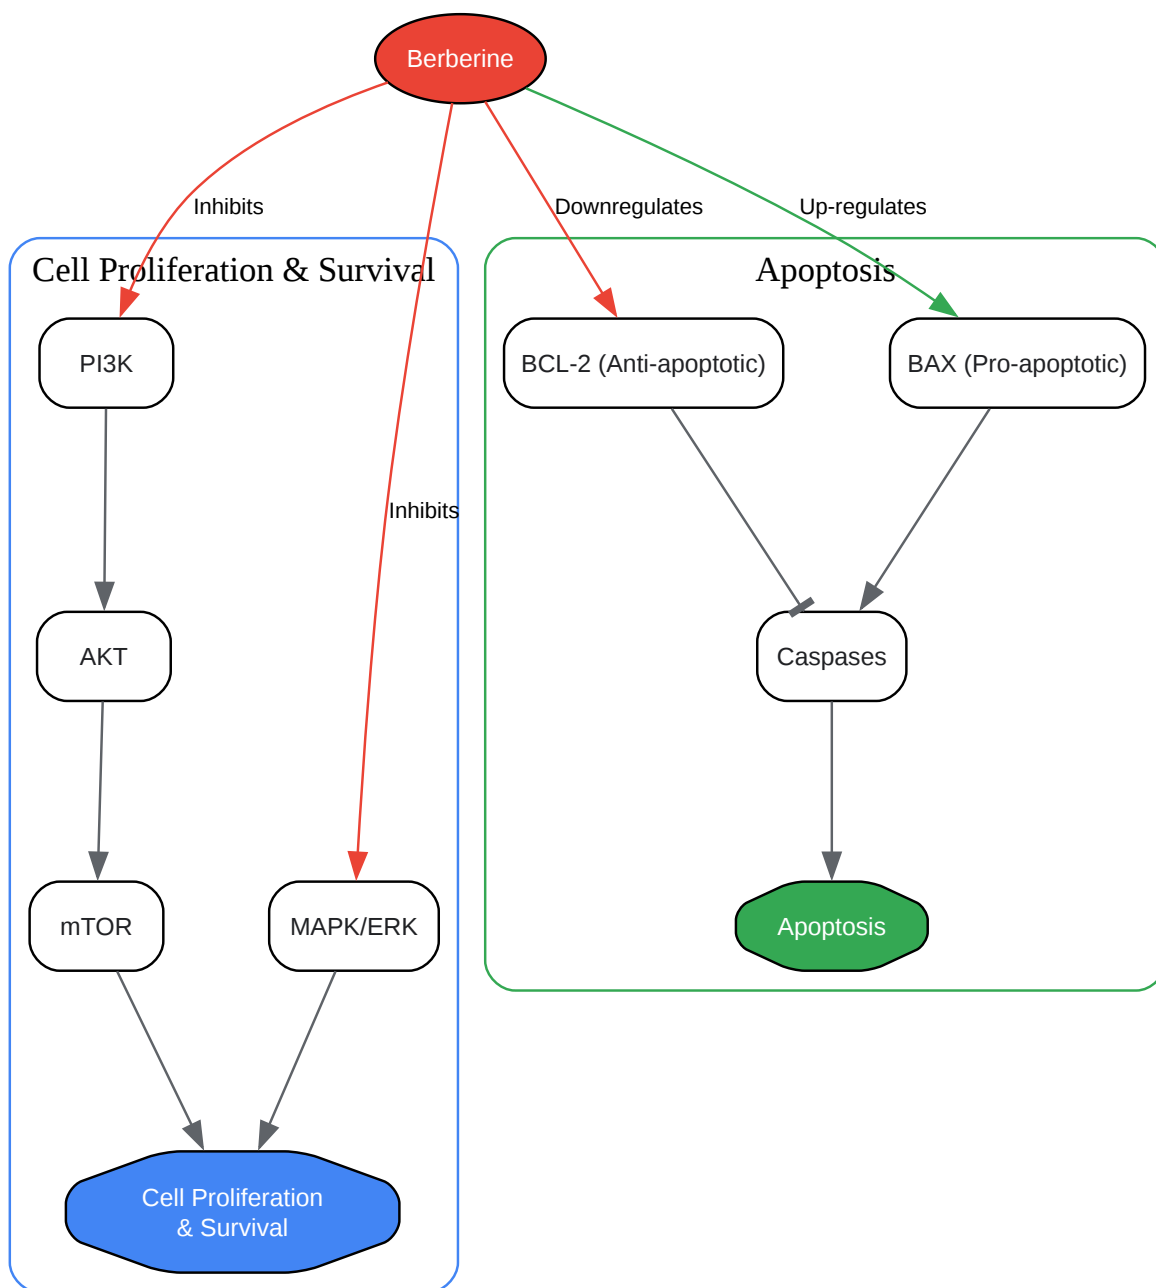 Berberine
Inhibits
Downregulates
Up-regulates
Cell Proliferation & Survival
Apoptosis
PI3K
BCL-2 (Anti-apoptotic)
BAX (Pro-apoptotic)
Inhibits
AKT
Caspases
mTOR
MAPK/ERK
Apoptosis
Cell Proliferation
& Survival